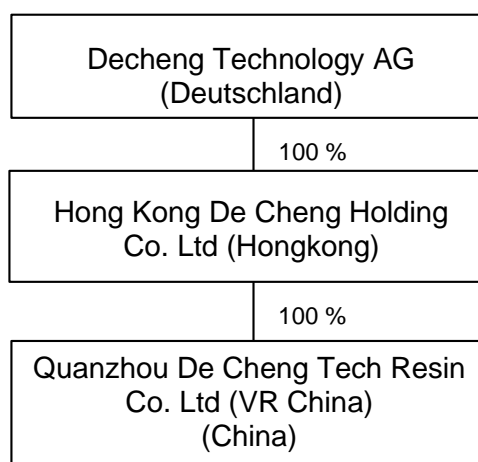 Decheng Technology AG
(Deutschland)
100 %
Hong Kong De Cheng Holding
Co. Ltd (Hongkong)
100 %
Quanzhou De Cheng Tech Resin
Co. Ltd (VR China)
(China)